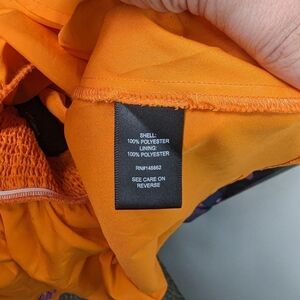 SHELL:
100% POLYESTER
LINING:
100% POLYESTER
RN#148662
SEE CARE ON
REVERSE